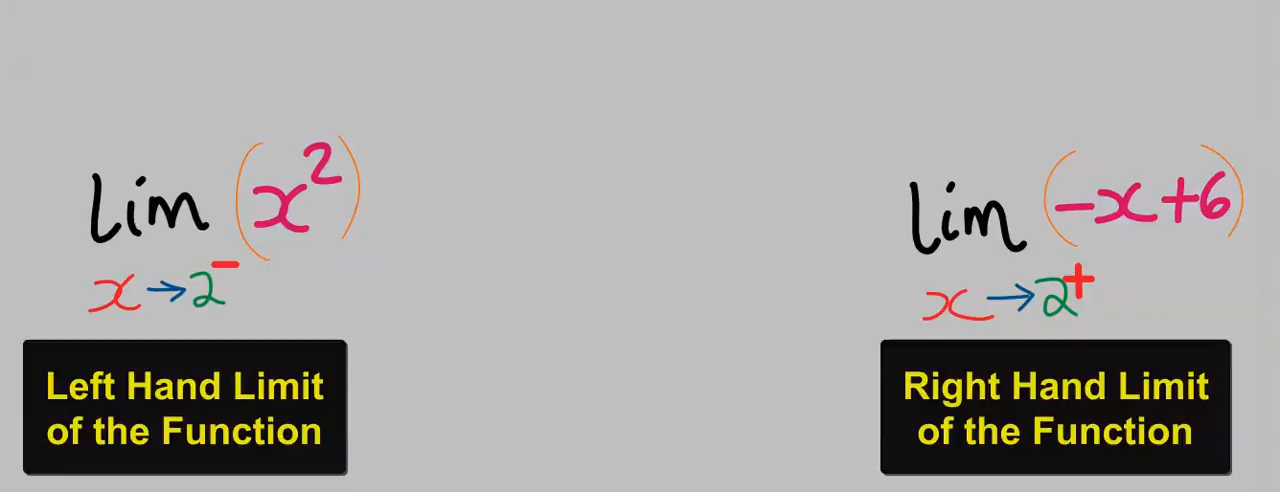 Lim (x²)
x→2⁻
Left Hand Limit
of the Function
Lim (-x+6)
x→2⁺
Right Hand Limit
of the Function